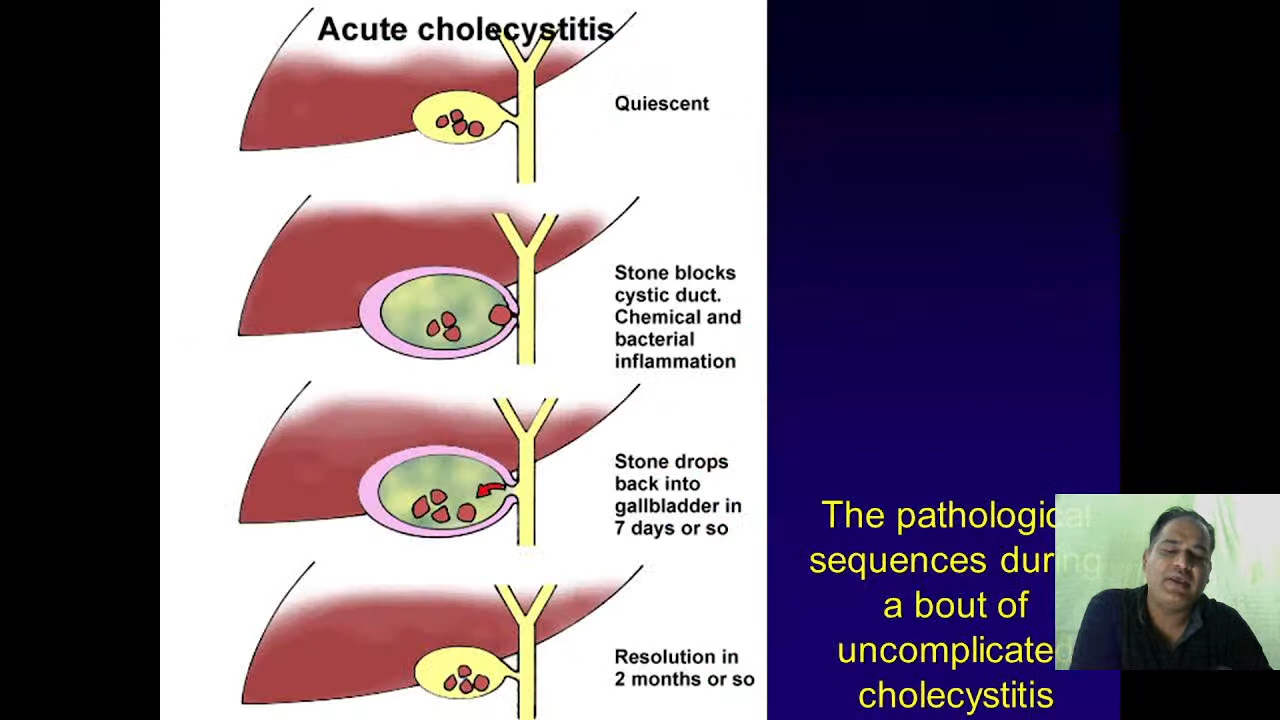 Acute cholecystitis
Quiescent
Stone blocks
cystic duct.
Chemical and
bacterial
inflammation
Stone drops
back into
gallbladder in
7 days or so
Resolution in
2 months or so
The pathological
sequences during
a bout of
uncomplicated
cholecystitis